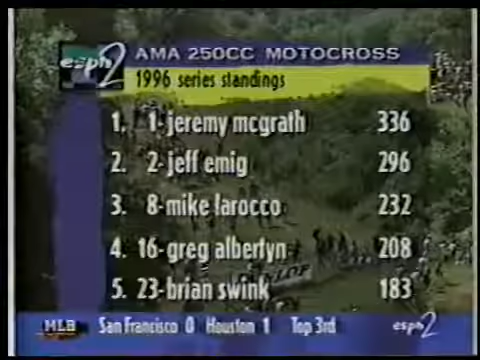 espn2 AMA 250CC MOTOCROSS
1996 series standings
1. 1-jeremy mcgrath 336
2. 2-jeff emig 296
3. 8-mike larocco 232
4. 16-greg albertyn 208
5. 23-brian swink 183
MLB San Francisco 0 Houston 1 Top 3rd espn2